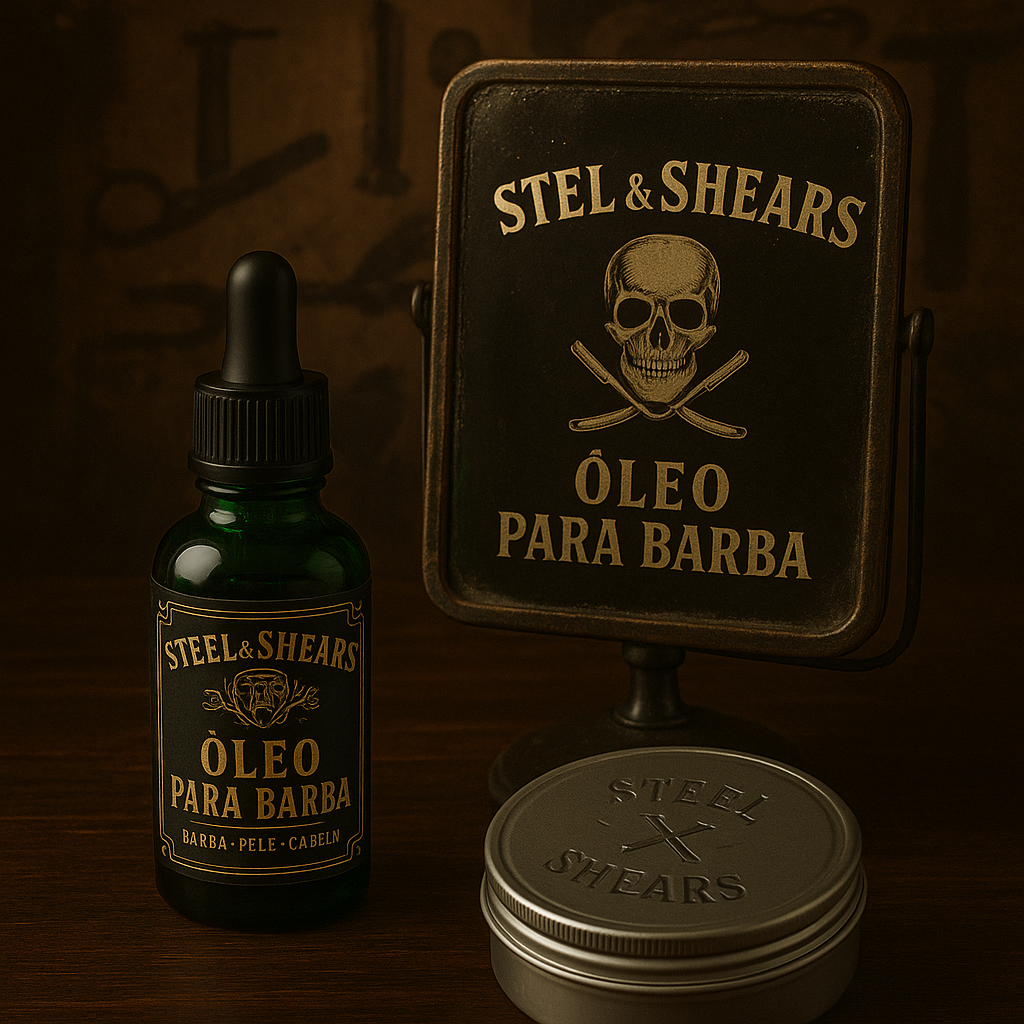 STEL & SHEARS
ÔLEO
PARA BARBA
STEEL & SHEARS
ÒLEO
PARA BARBA
BARBA · PELE · CABELN
STEEL
SHEARS